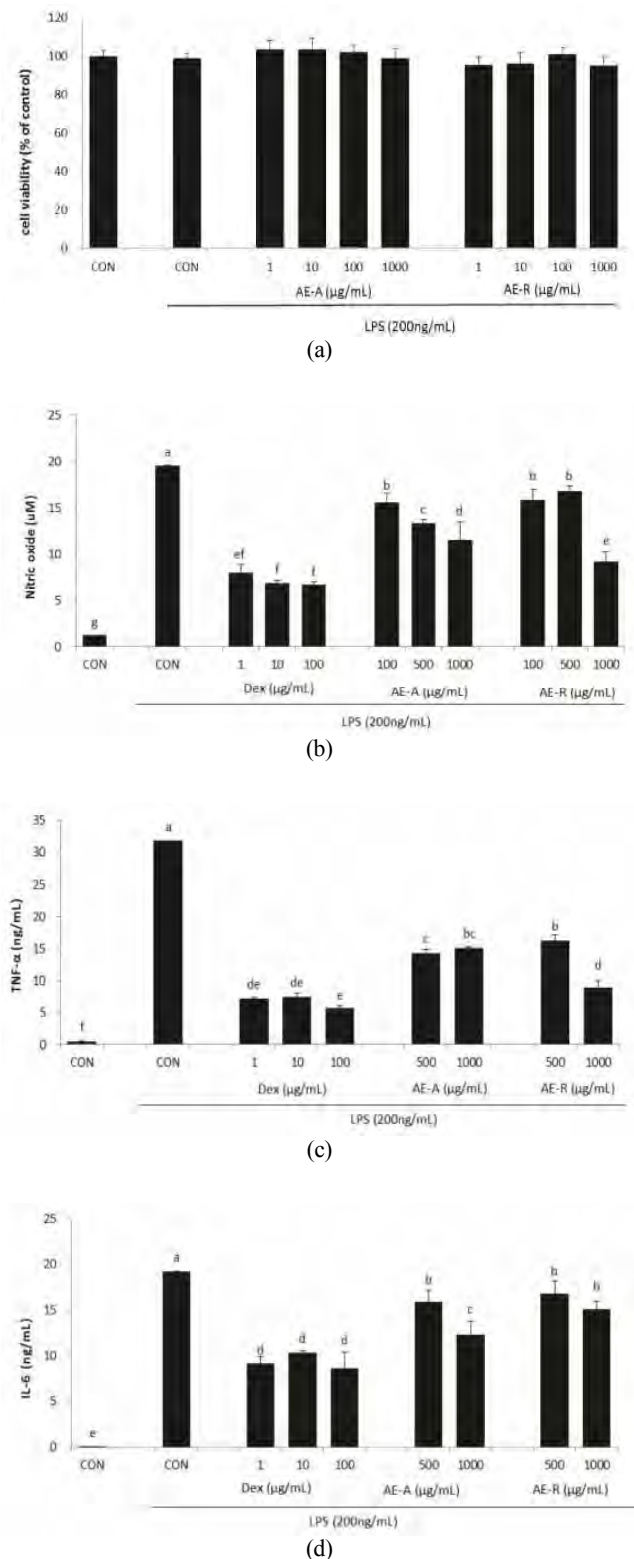 120
100
80
60
40
20
0
cell viability (% of control)
CON CON 1 10 100 1000 1 10 100 1000
AE-A (μg/mL) AE-R (μg/mL)
LPS (200ng/mL)
(a)
25
20
15
10
5
0
Nitric oxide (uM)
g a ef f f b c d b b e
CON CON 1 10 100 100 500 1000 100 500 1000
Dex (μg/mL) AE-A (μg/mL) AE-R (μg/mL)
LPS (200ng/mL)
(b)
35
30
25
20
15
10
5
0
TNF-α (ng/mL)
f a de de e c bc b d
CON CON 1 10 100 500 1000 500 1000
Dex (μg/mL) AE-A (μg/mL) AE-R (μg/mL)
LPS (200ng/mL)
(c)
25
20
15
10
5
0
IL-6 (ng/mL)
e a d d d b c b b
CON CON 1 10 100 500 1000 500 1000
Dex (μg/mL) AE-A (μg/mL) AE-R (μg/mL)
LPS (200ng/mL)
(d)